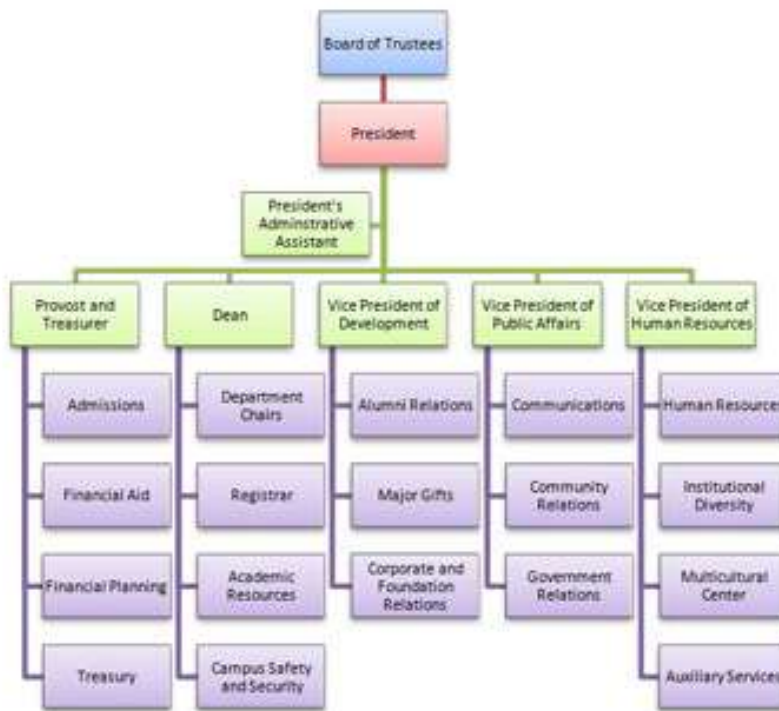 Board of Trustees
President
President's
Adminstrative
Assistant
Provost and
Treasurer
Dean
Vice President of
Development
Vice President of
Public Affairs
Vice President of
Human Resources
Admissions
Department
Chairs
Alumni Relations
Communications
Human Resources
Financial Aid
Registrar
Major Gifts
Community
Relations
Institutional
Diversity
Financial Planning
Academic
Resources
Corporate and
Foundation
Relations
Government
Relations
Multicultural
Center
Treasury
Campus Safety
and Security
Auxiliary Services